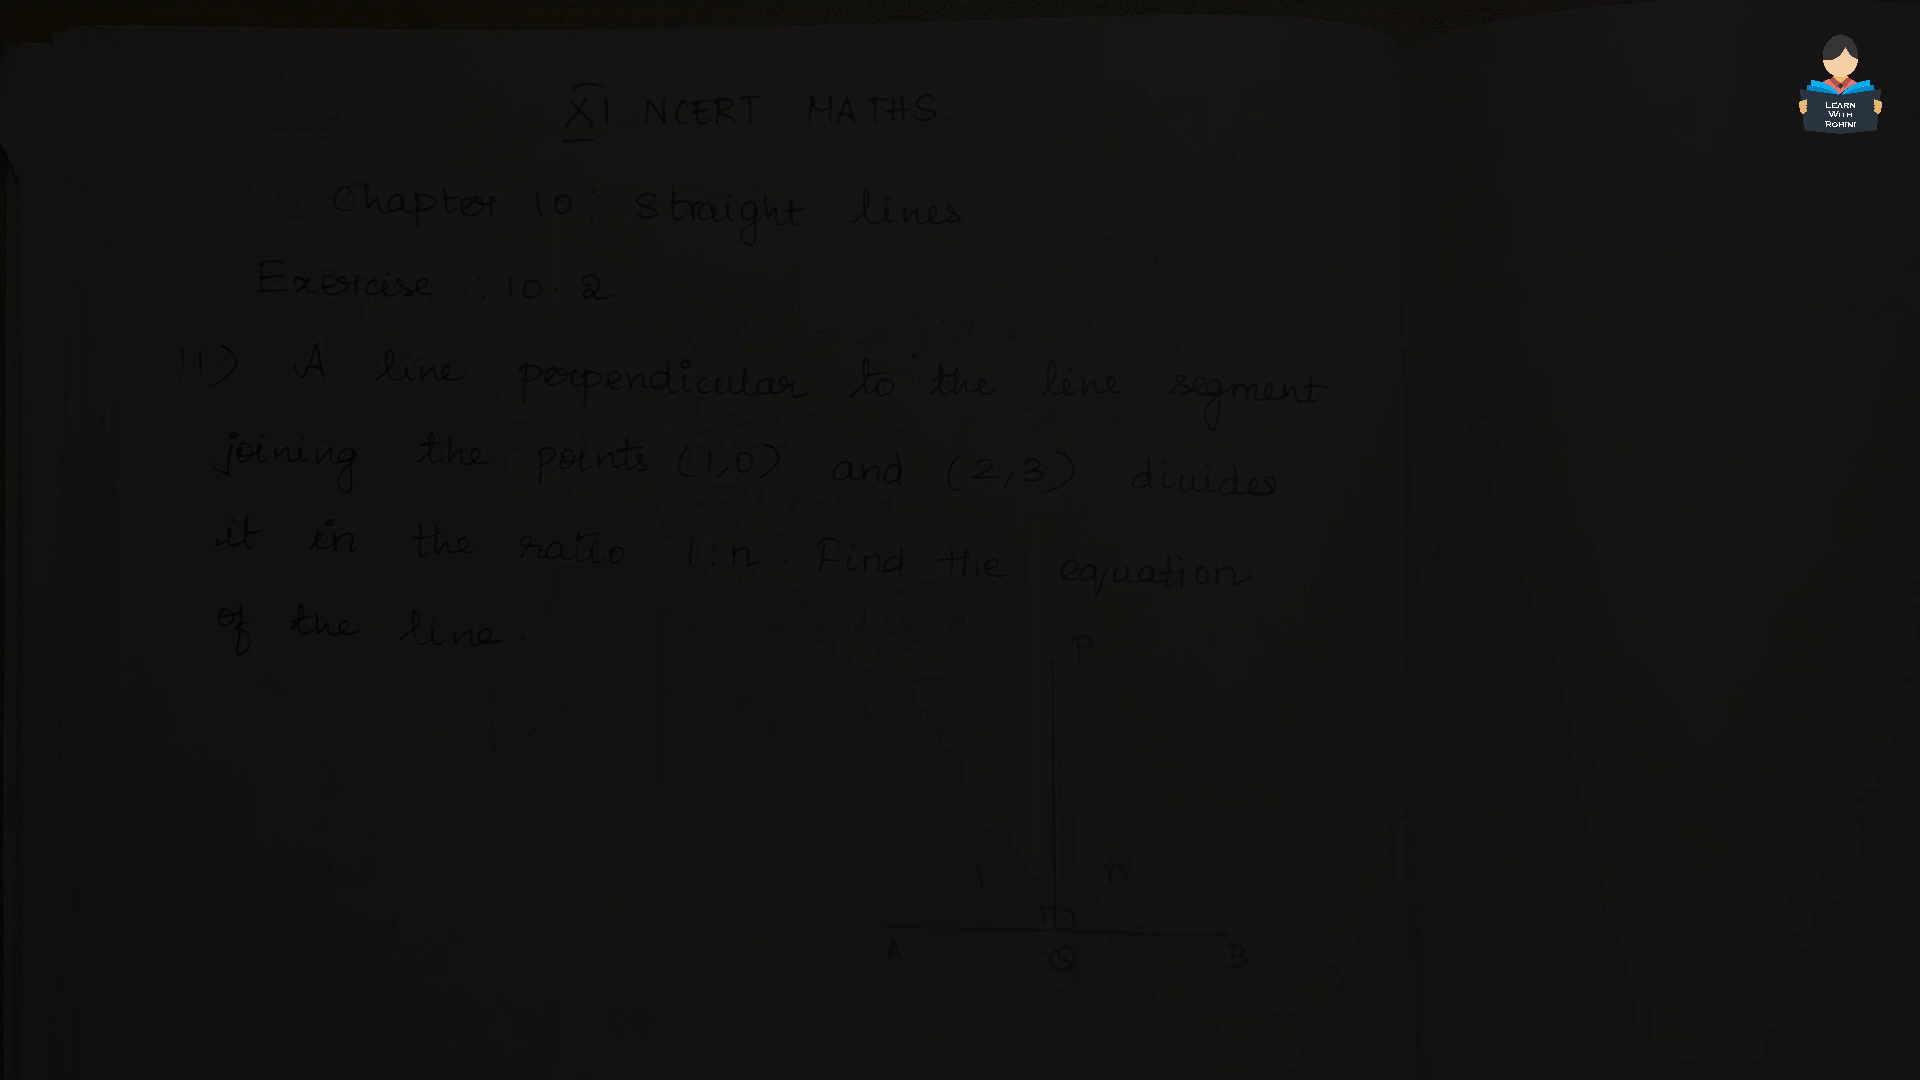 XI NCERT MATHS.
Chapter 10: Straight lines
Exercise : 10.2
11.) A line perpendicular to the line segment
joining the points (1,0) and (2,3) divides
it in the ratio 1:n. Find the equation
of the line.
P
1 n
A Q B
LEARN
WITH
ROHINI